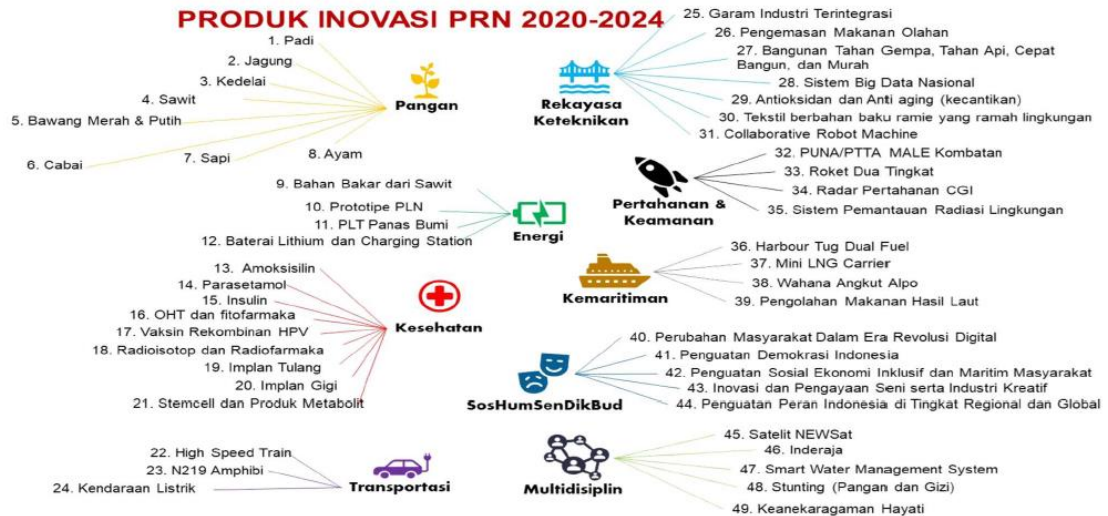 PRODUK INOVASI PRN 2020-2024
1. Padi
2. Jagung
3. Kedelai
4. Sawit
5. Bawang Merah & Putih
6. Cabai
7. Sapi
8. Ayam
Pangan
9. Bahan Bakar dari Sawit
10. Prototipe PLN
11. PLT Panas Bumi
12. Baterai Lithium dan Charging Station
Energi
13. Amoksisilin
14. Parasetamol
15. Insulin
16. OHT dan fitofarmaka
17. Vaksin Rekombinan HPV
18. Radioisotop dan Radiofarmaka
19. Implan Tulang
20. Implan Gigi
21. Stemcell dan Produk Metabolit
Kesehatan
22. High Speed Train
23. N219 Amphibi
24. Kendaraan Listrik
Transportasi
25. Garam Industri Terintegrasi
26. Pengemasan Makanan Olahan
27. Bangunan Tahan Gempa, Tahan Api, Cepat
Bangun, dan Murah
28. Sistem Big Data Nasional
29. Antioksidan dan Anti aging (kecantikan)
30. Tekstil berbahan baku ramie yang ramah lingkungan
31. Collaborative Robot Machine
Rekayasa
Keteknikan
32. PUNA/PTTA MALE Kombatan
33. Roket Dua Tingkat
34. Radar Pertahanan CGI
35. Sistem Pemantauan Radiasi Lingkungan
Pertahanan &
Keamanan
36. Harbour Tug Dual Fuel
37. Mini LNG Carrier
38. Wahana Angkut Alpo
39. Pengolahan Makanan Hasil Laut
Kemaritiman
40. Perubahan Masyarakat Dalam Era Revolusi Digital
41. Penguatan Demokrasi Indonesia
42. Penguatan Sosial Ekonomi Inklusif dan Maritim Masyarakat
43. Inovasi dan Pengayaan Seni serta Industri Kreatif
44. Penguatan Peran Indonesia di Tingkat Regional dan Global
SosHumSenDikBud
45. Satelit NEWSat
46. Inderaja
47. Smart Water Management System
48. Stunting (Pangan dan Gizi)
49. Keanekaragaman Hayati
Multidisiplin